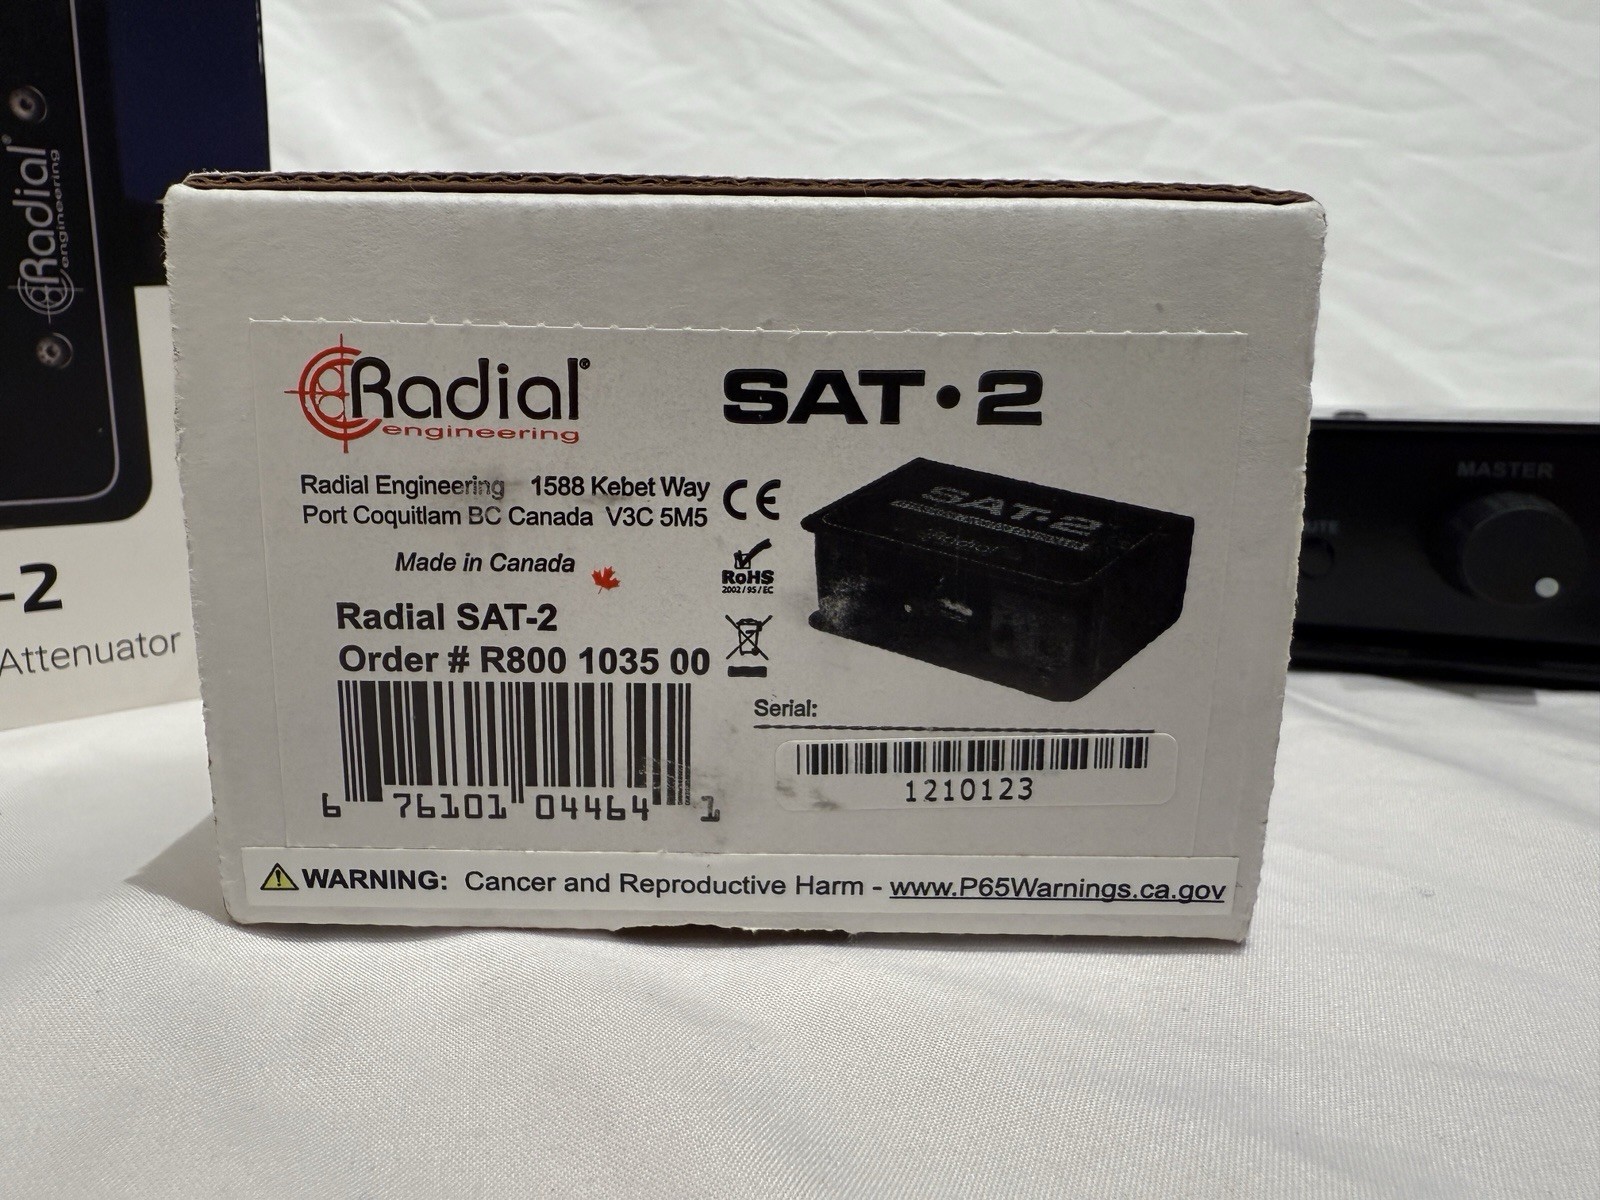 Radial®
engineering
-2
Attenuator
Radial®
engineering
SAT·2
Radial Engineering 1588 Kebet Way
Port Coquitlam BC Canada V3C 5M5
CE
Made in Canada
RoHS
2002/95/EC
Radial SAT-2
Order # R800 1035 00
6 76101 04464 1
SAT·2
Radial
Serial:
1210123
WARNING: Cancer and Reproductive Harm - www.P65Warnings.ca.gov
MASTER